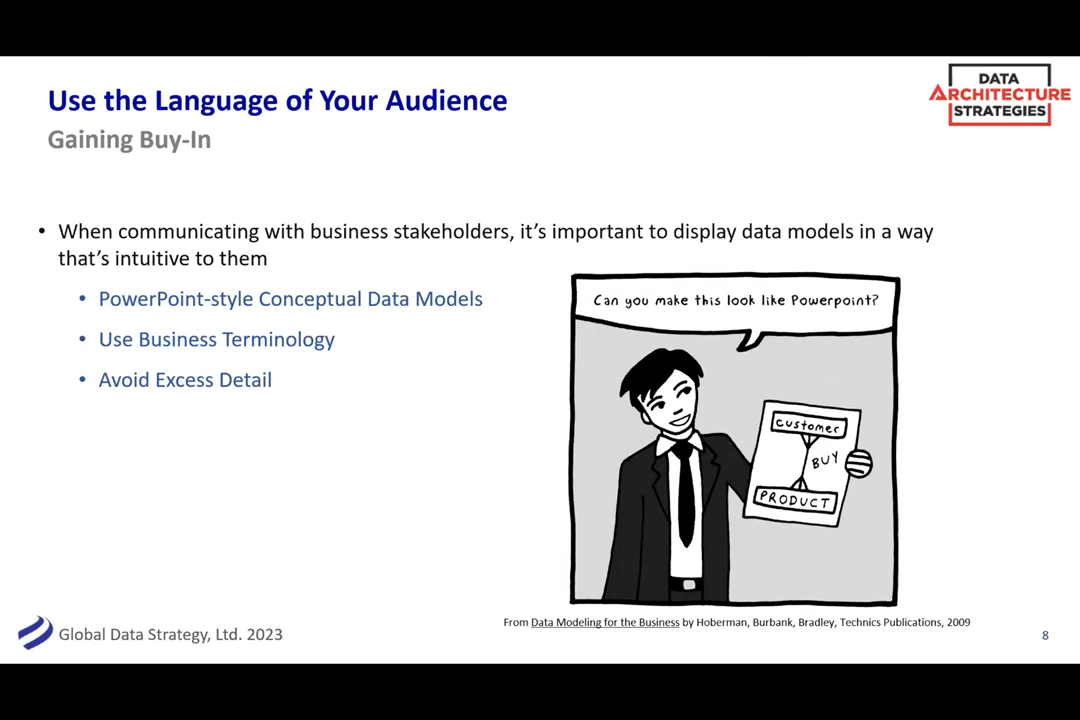 Use the Language of Your Audience
Gaining Buy-In
DATA
ARCHITECTURE
STRATEGIES
• When communicating with business stakeholders, it's important to display data models in a way
that's intuitive to them
• PowerPoint-style Conceptual Data Models
• Use Business Terminology
• Avoid Excess Detail
Can you make this look like Powerpoint?
Customer
BUY
PRODUCT
From Data Modeling for the Business by Hoberman, Burbank, Bradley, Technics Publications, 2009
Global Data Strategy, Ltd. 2023
8